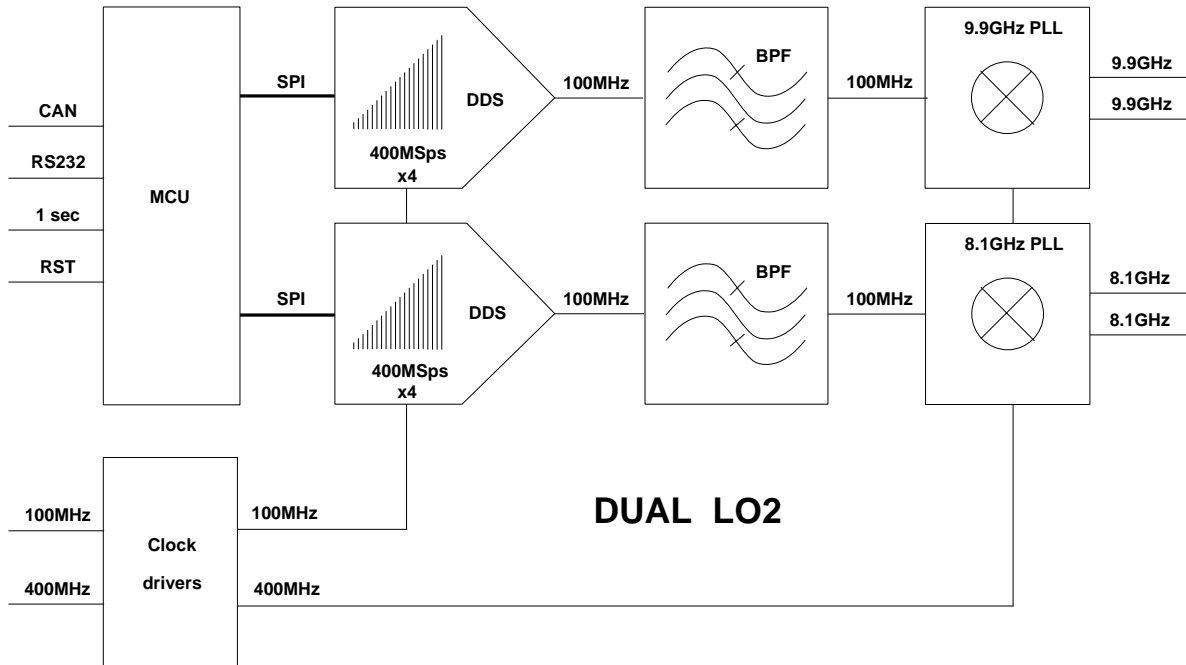 CAN
RS232
1 sec
RST
MCU
SPI
DDS
400MSps
x4
100MHz
BPF
100MHz
9.9GHz PLL
9.9GHz
9.9GHz
SPI
DDS
400MSps
x4
100MHz
BPF
100MHz
8.1GHz PLL
8.1GHz
8.1GHz
100MHz
400MHz
Clock
drivers
100MHz
400MHz
DUAL LO2